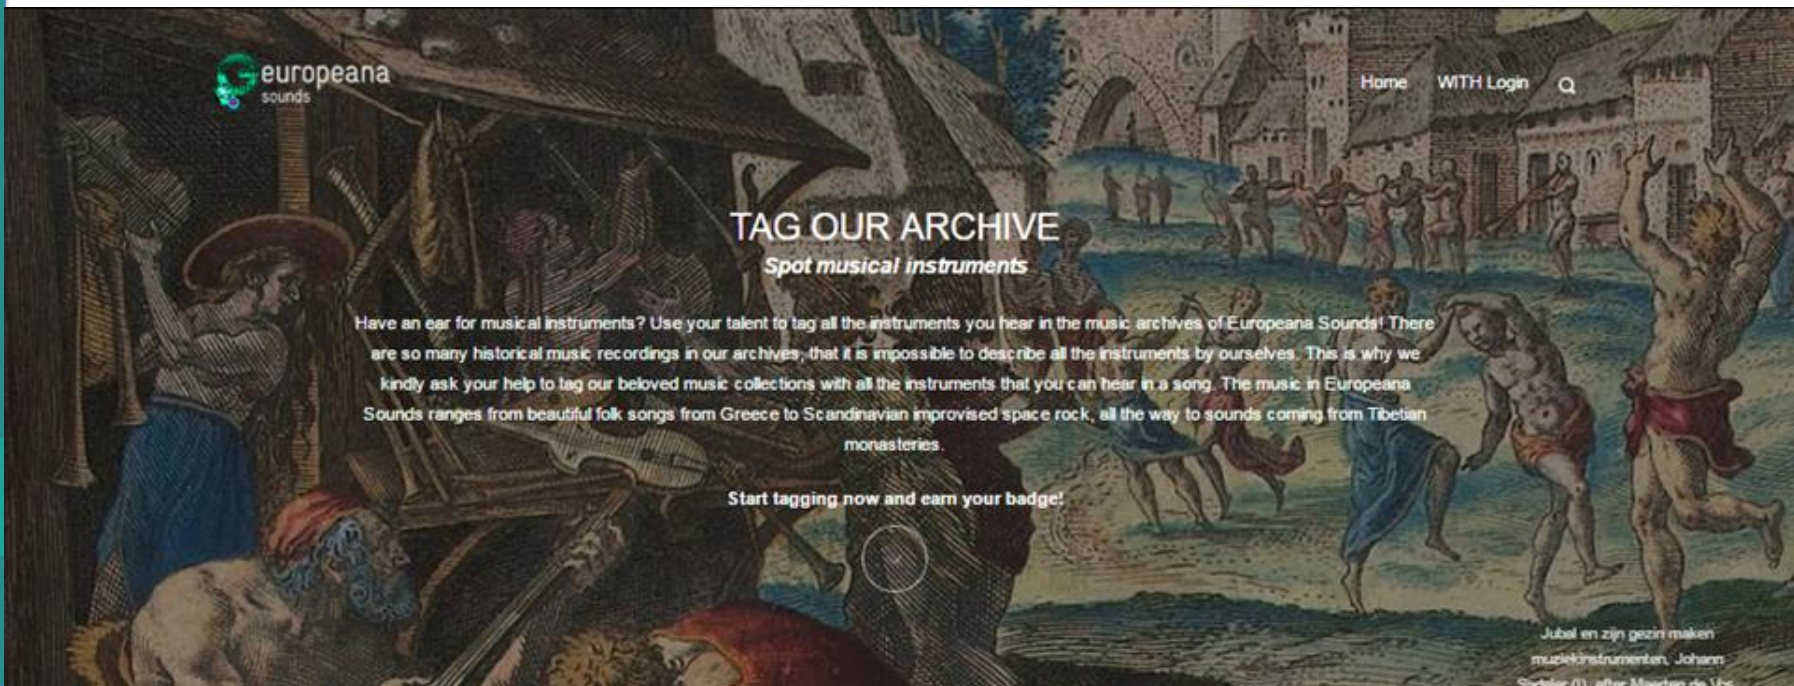 europeana
sounds
Home WITH Login
TAG OUR ARCHIVE
Spot musical instruments
Have an ear for musical instruments? Use your talent to tag all the instruments you hear in the music archives of Europeana Sounds! There
are so many historical music recordings in our archives, that it is impossible to describe all the instruments by ourselves. This is why we
kindly ask your help to tag our beloved music collections with all the instruments that you can hear in a song. The music in Europeana
Sounds ranges from beautiful folk songs from Greece to Scandinavian improvised space rock, all the way to sounds coming from Tibetan
monasteries.
Start tagging now and earn your badge!
Jubal en zijn gezin maken
muziekinstrumenten, Johann
Sadeler (I), after Maerten de Vos